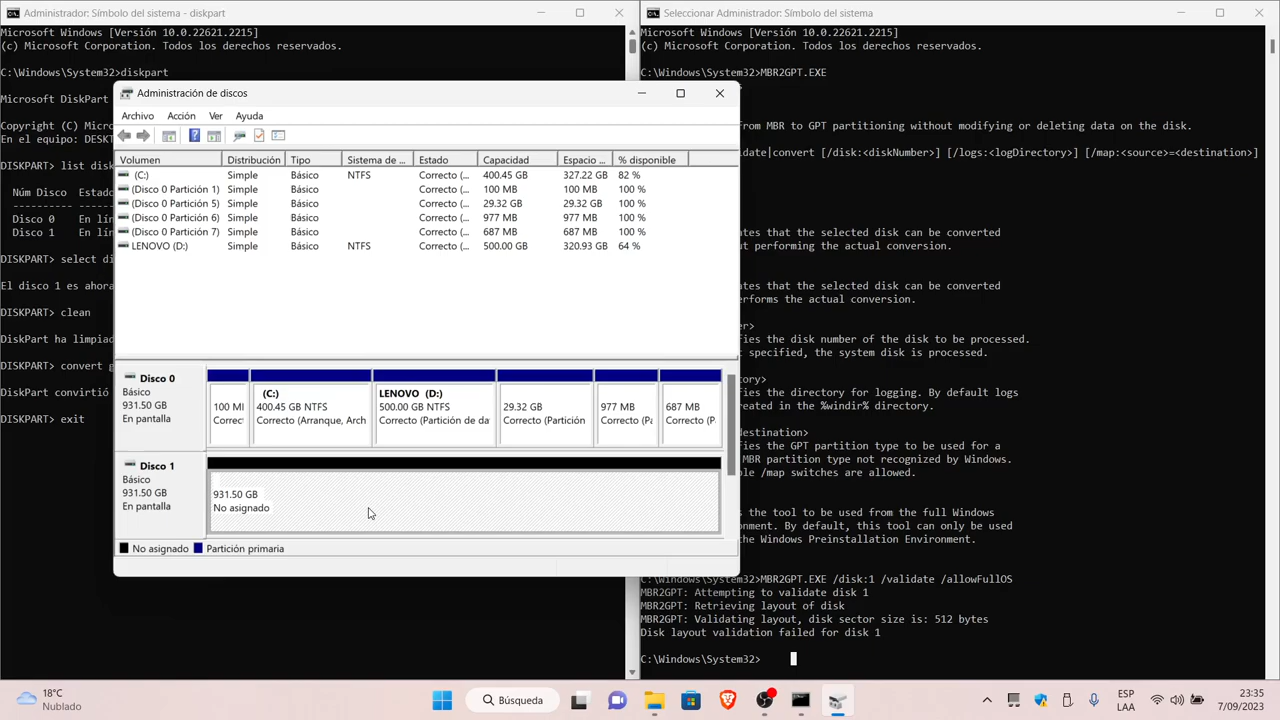 Administrador: Símbolo del sistema - diskpart
Microsoft Windows [Versión 10.0.22621.2215]
(c) Microsoft Corporation. Todos los derechos reservados.
C:\Windows\System32>diskpart
Microsoft DiskPart
Copyright (C) Micro
En el equipo: DESKT
DISKPART> list disk
Núm Disco  Estado
Disco 0    En lín
Disco 1    En lín
DISKPART> select di
El disco 1 es ahora
DISKPART> clean
DiskPart ha limpiad
DISKPART> convert g
DiskPart convirtió
DISKPART> exit
Administración de discos
Archivo Acción Ver Ayuda
Volumen Distribución Tipo Sistema de ... Estado Capacidad Espacio ... % disponible
(C:) Simple Básico NTFS Correcto (... 400.45 GB 327.22 GB 82 %
(Disco 0 Partición 1) Simple Básico Correcto (... 100 MB 100 MB 100 %
(Disco 0 Partición 5) Simple Básico Correcto (... 29.32 GB 29.32 GB 100 %
(Disco 0 Partición 6) Simple Básico Correcto (... 977 MB 977 MB 100 %
(Disco 0 Partición 7) Simple Básico Correcto (... 687 MB 687 MB 100 %
LENOVO (D:) Simple Básico NTFS Correcto (... 500.00 GB 320.93 GB 64 %
Disco 0
Básico
931.50 GB
En pantalla
100 MI
Correct
(C:)
400.45 GB NTFS
Correcto (Arranque, Arch
LENOVO (D:)
500.00 GB NTFS
Correcto (Partición de da
29.32 GB
Correcto (Partición
977 MB
Correcto (Pa
687 MB
Correcto (P
Disco 1
Básico
931.50 GB
En pantalla
931.50 GB
No asignado
No asignado Partición primaria
Seleccionar Administrador: Símbolo del sistema
Microsoft Windows [Versión 10.0.22621.2215]
(c) Microsoft Corporation. Todos los derechos reservados.
C:\Windows\System32>MBR2GPT.EXE
from MBR to GPT partitioning without modifying or deleting data on the disk.
idate|convert [/disk:<diskNumber>] [/logs:<logDirectory>] [/map:<source>=<destination>]
ates that the selected disk can be converted
out performing the actual conversion.
ates that the selected disk can be converted
erforms the actual conversion.
er>
fies the disk number of the disk to be processed.
t specified, the system disk is processed.
tory>
fies the directory for logging. By default logs
reated in the %windir% directory.
destination>
fies the GPT partition type to be used for a
MBR partition type not recognized by Windows.
ple /map switches are allowed.
s the tool to be used from the full Windows
onment. By default, this tool can only be used
the Windows Preinstallation Environment.
C:\Windows\System32>MBR2GPT.EXE /disk:1 /validate /allowFullOS
MBR2GPT: Attempting to validate disk 1
MBR2GPT: Retrieving layout of disk
MBR2GPT: Validating layout, disk sector size is: 512 bytes
Disk layout validation failed for disk 1
C:\Windows\System32>
18°C
Nublado
Búsqueda
ESP
LAA
23:35
7/09/2023